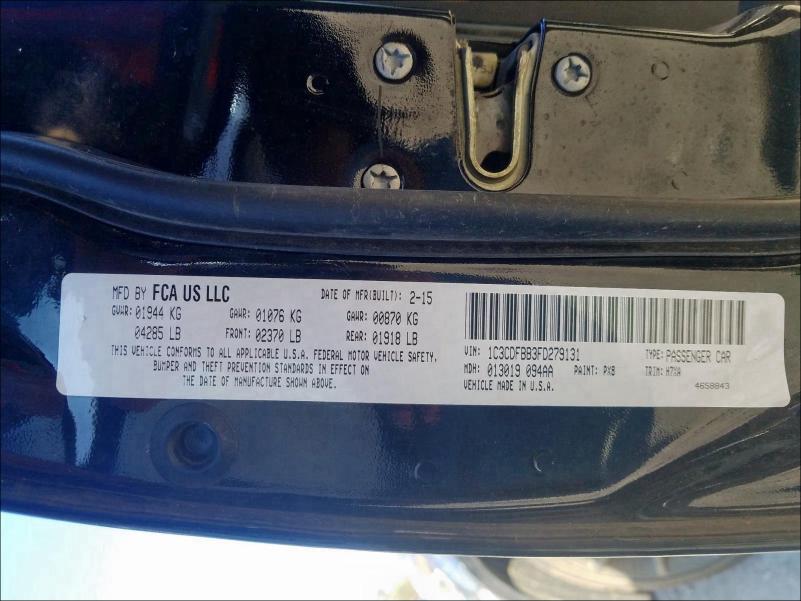 MFD BY FCA US LLC DATE OF MFR(BUILT): 2-15
GVWR: 01944 KG GAWR: 01076 KG GAWR: 00870 KG
04285 LB FRONT: 02370 LB REAR: 01918 LB
THIS VEHICLE CONFORMS TO ALL APPLICABLE U.S.A. FEDERAL MOTOR VEHICLE SAFETY,
BUMPER AND THEFT PREVENTION STANDARDS IN EFFECT ON
THE DATE OF MANUFACTURE SHOWN ABOVE.
VIN: 1C3CDFBB3FD279131 TYPE: PASSENGER CAR
MDH: 013019 094AA PAINT: PX8 TRIM: H7XA
VEHICLE MADE IN U.S.A. 4658843